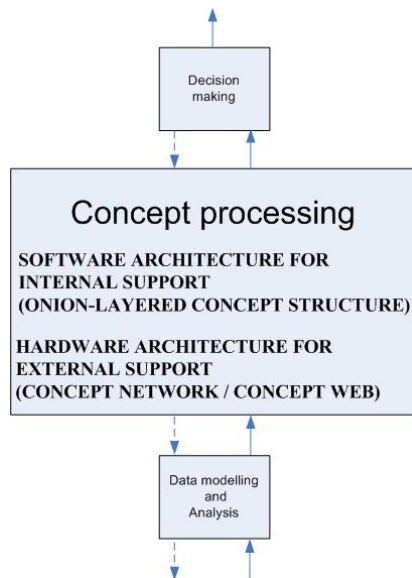 Decision
making
Concept processing
SOFTWARE ARCHITECTURE FOR
INTERNAL SUPPORT
(ONION-LAYERED CONCEPT STRUCTURE)
HARDWARE ARCHITECTURE FOR
EXTERNAL SUPPORT
(CONCEPT NETWORK / CONCEPT WEB)
Data modelling
and
Analysis